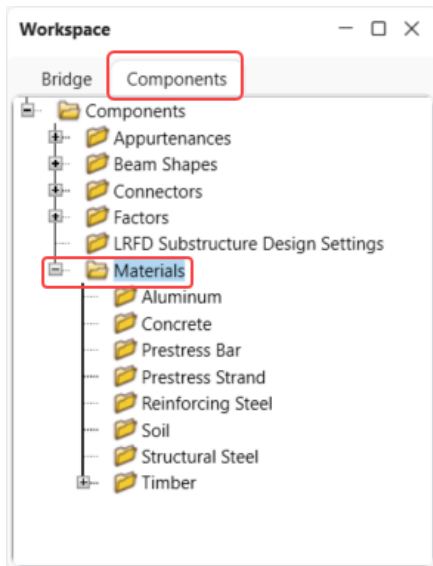 Workspace
Bridge Components
Components
Appurtenances
Beam Shapes
Connectors
Factors
LRFD Substructure Design Settings
Materials
Aluminum
Concrete
Prestress Bar
Prestress Strand
Reinforcing Steel
Soil
Structural Steel
Timber